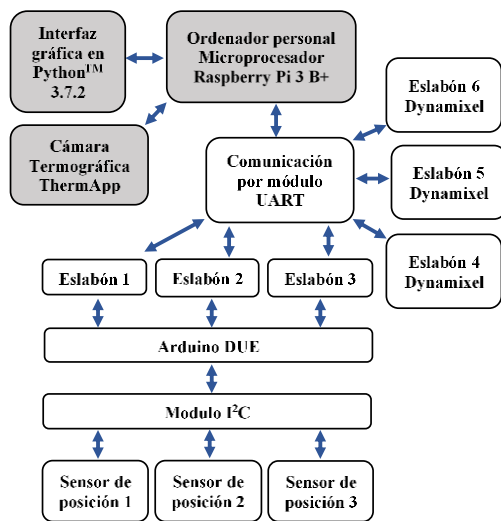 Interfaz
gráfica en
Python™
3.7.2
Ordenador personal
Microprocesador
Raspberry Pi 3 B+
Cámara
Termográfica
ThermApp
Comunicación
por módulo
UART
Eslabón 6
Dynamixel
Eslabón 5
Dynamixel
Eslabón 4
Dynamixel
Eslabón 1
Eslabón 2
Eslabón 3
Arduino DUE
Modulo I²C
Sensor de
posición 1
Sensor de
posición 2
Sensor de
posición 3